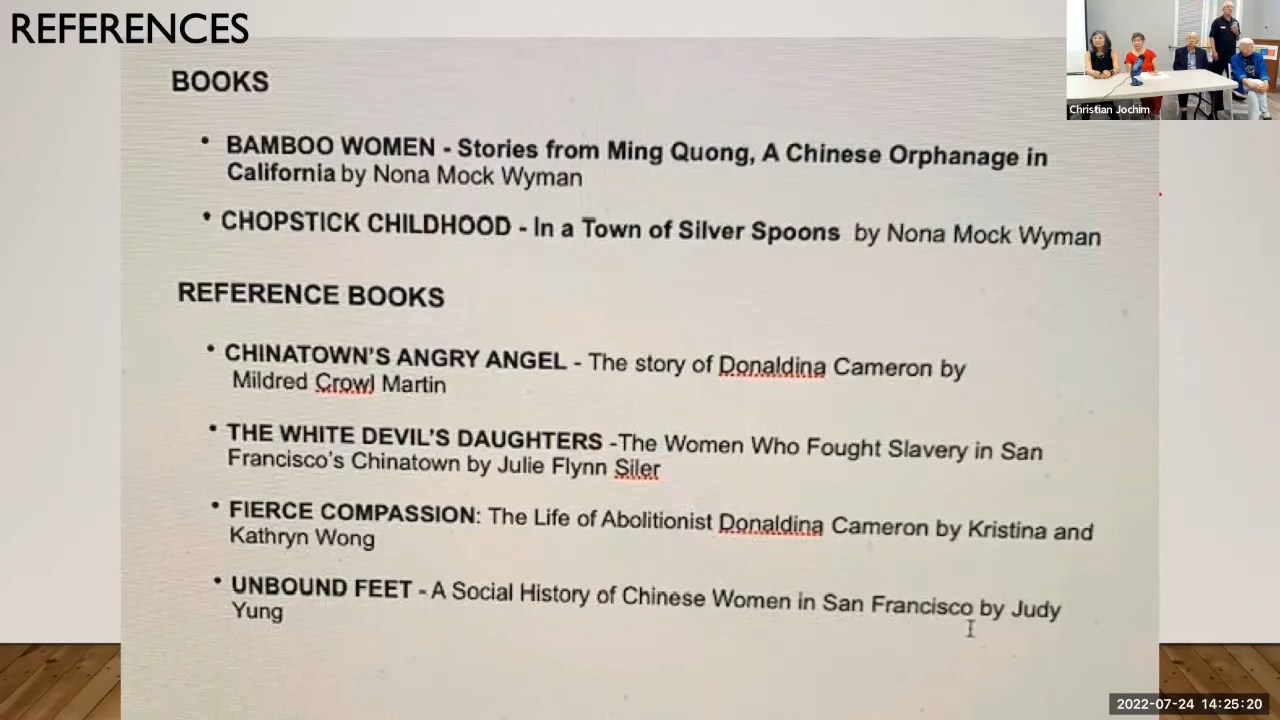 REFERENCES
BOOKS
• BAMBOO WOMEN - Stories from Ming Quong, A Chinese Orphanage in
California by Nona Mock Wyman
• CHOPSTICK CHILDHOOD - In a Town of Silver Spoons by Nona Mock Wyman
REFERENCE BOOKS
• CHINATOWN'S ANGRY ANGEL - The story of Donaldina Cameron by
Mildred Crowl Martin
• THE WHITE DEVIL'S DAUGHTERS -The Women Who Fought Slavery in San
Francisco's Chinatown by Julie Flynn Siler
• FIERCE COMPASSION: The Life of Abolitionist Donaldina Cameron by Kristina and
Kathryn Wong
• UNBOUND FEET - A Social History of Chinese Women in San Francisco by Judy
Yung
Christian Jochim
2022-07-24 14:25:20